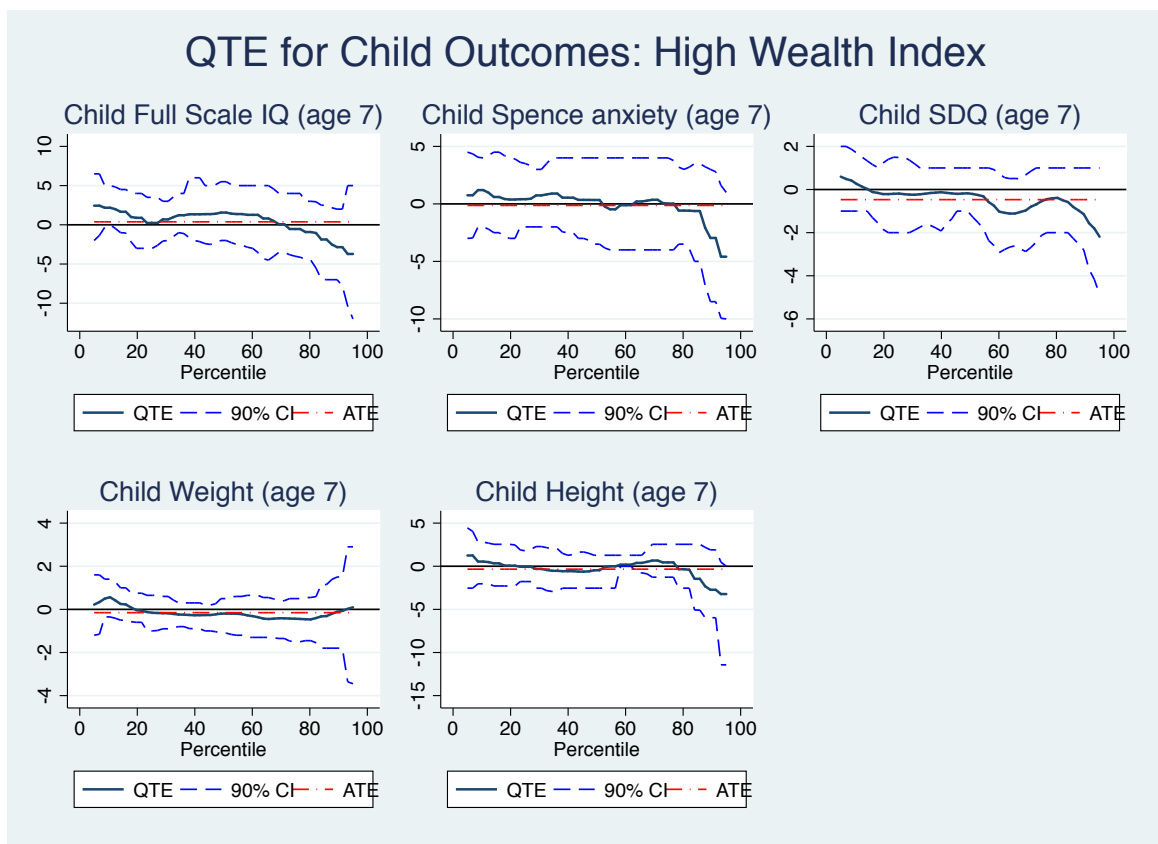 QTE for Child Outcomes: High Wealth Index
Child Full Scale IQ (age 7)
10
5
0
-5
-10
0 20 40 60 80 100
Percentile
QTE 90% CI ATE
Child Spence anxiety (age 7)
5
0
-5
-10
0 20 40 60 80 100
Percentile
QTE 90% CI ATE
Child SDQ (age 7)
2
0
-2
-4
-6
0 20 40 60 80 100
Percentile
QTE 90% CI ATE
Child Weight (age 7)
4
2
0
-2
-4
0 20 40 60 80 100
Percentile
QTE 90% CI ATE
Child Height (age 7)
5
0
-5
-10
-15
0 20 40 60 80 100
Percentile
QTE 90% CI ATE